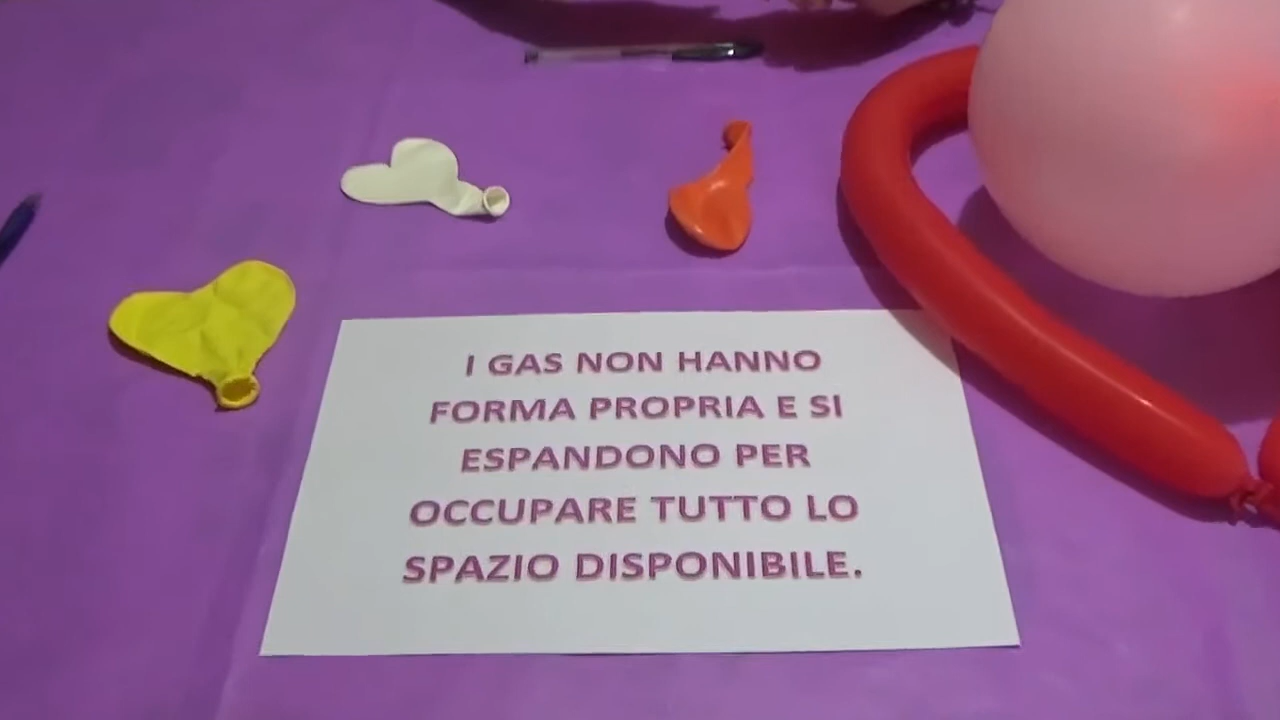 I GAS NON HANNO
FORMA PROPRIA E SI
ESPANDONO PER
OCCUPARE TUTTO LO
SPAZIO DISPONIBILE.